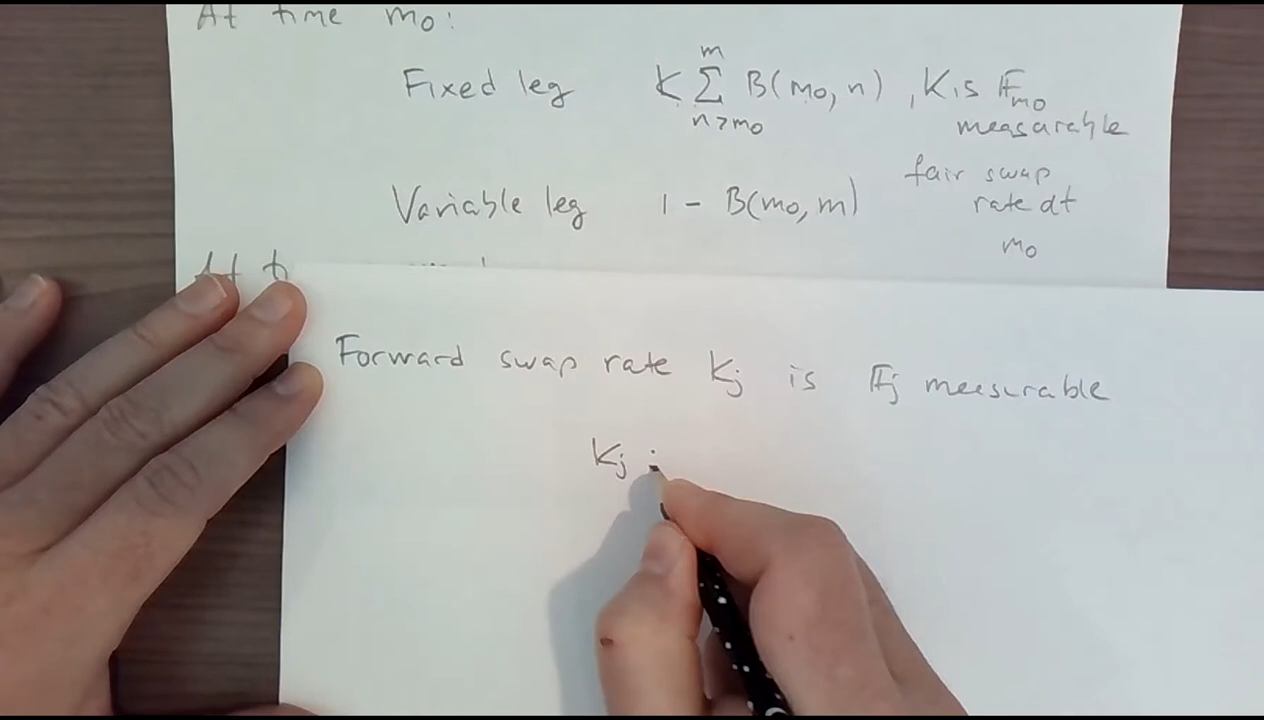 At time m₀:
Fixed leg K ∑_{n>m₀}^{m} B(m₀, n) , K is 𝔽_{m₀}
measurable
fair swap
Variable leg 1 - B(m₀, m) rate at
m₀
At t
Forward swap rate Kj is 𝔽j measurable
Kj :